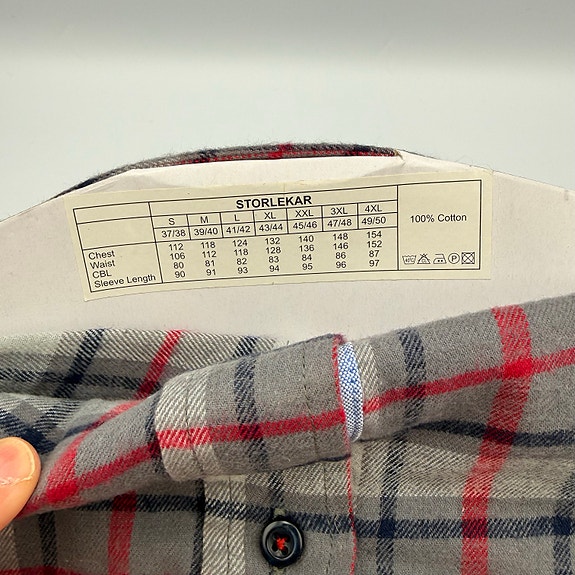 STORLEKAR
S M L XL XXL 3XL 4XL
37/38 39/40 41/42 43/44 45/46 47/48 49/50
Chest 112 118 124 132 140 148 154
Waist 106 112 118 128 136 146 152
CBL 80 81 82 83 84 86 87
Sleeve Length 90 91 93 94 95 96 97
100% Cotton